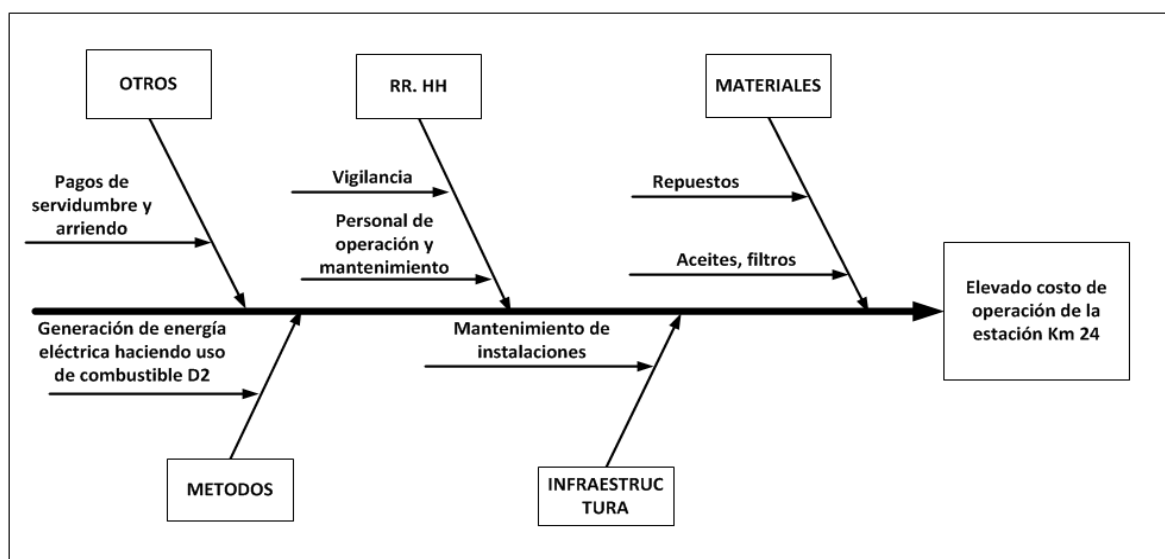 OTROS
RR. HH
MATERIALES
Pagos de
servidumbre y
arriendo
Vigilancia
Personal de
operación y
mantenimiento
Repuestos
Aceites, filtros
Elevado costo de
operación de la
estación Km 24
Generación de energía
eléctrica haciendo uso
de combustible D2
Mantenimiento de
instalaciones
METODOS
INFRAESTRUC
TURA